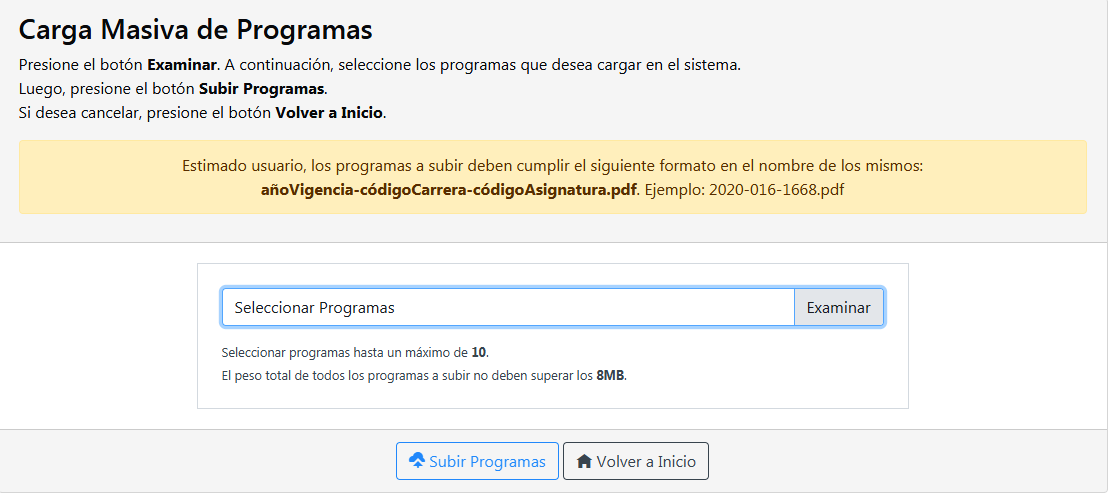 Carga Masiva de Programas
Presione el botón Examinar. A continuación, seleccione los programas que desea cargar en el sistema.
Luego, presione el botón Subir Programas.
Si desea cancelar, presione el botón Volver a Inicio.
Estimado usuario, los programas a subir deben cumplir el siguiente formato en el nombre de los mismos:
añoVigencia-códigoCarrera-códigoAsignatura.pdf. Ejemplo: 2020-016-1668.pdf
Seleccionar Programas Examinar
Seleccionar programas hasta un máximo de 10.
El peso total de todos los programas a subir no deben superar los 8MB.
Subir Programas Volver a Inicio